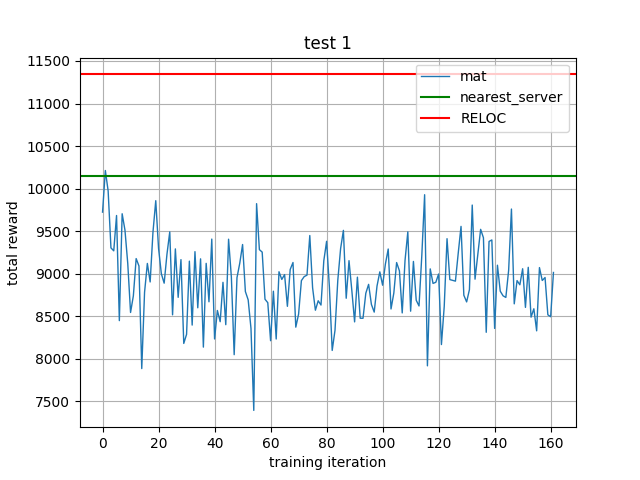 test 1
total reward
11500
11000
10500
10000
9500
9000
8500
8000
7500
mat
nearest_server
RELOC
0 20 40 60 80 100 120 140 160
training iteration